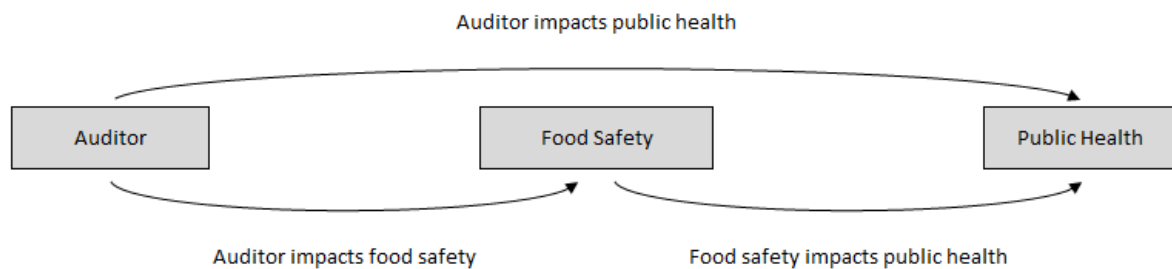 Auditor impacts public health
Auditor
Food Safety
Public Health
Auditor impacts food safety
Food safety impacts public health